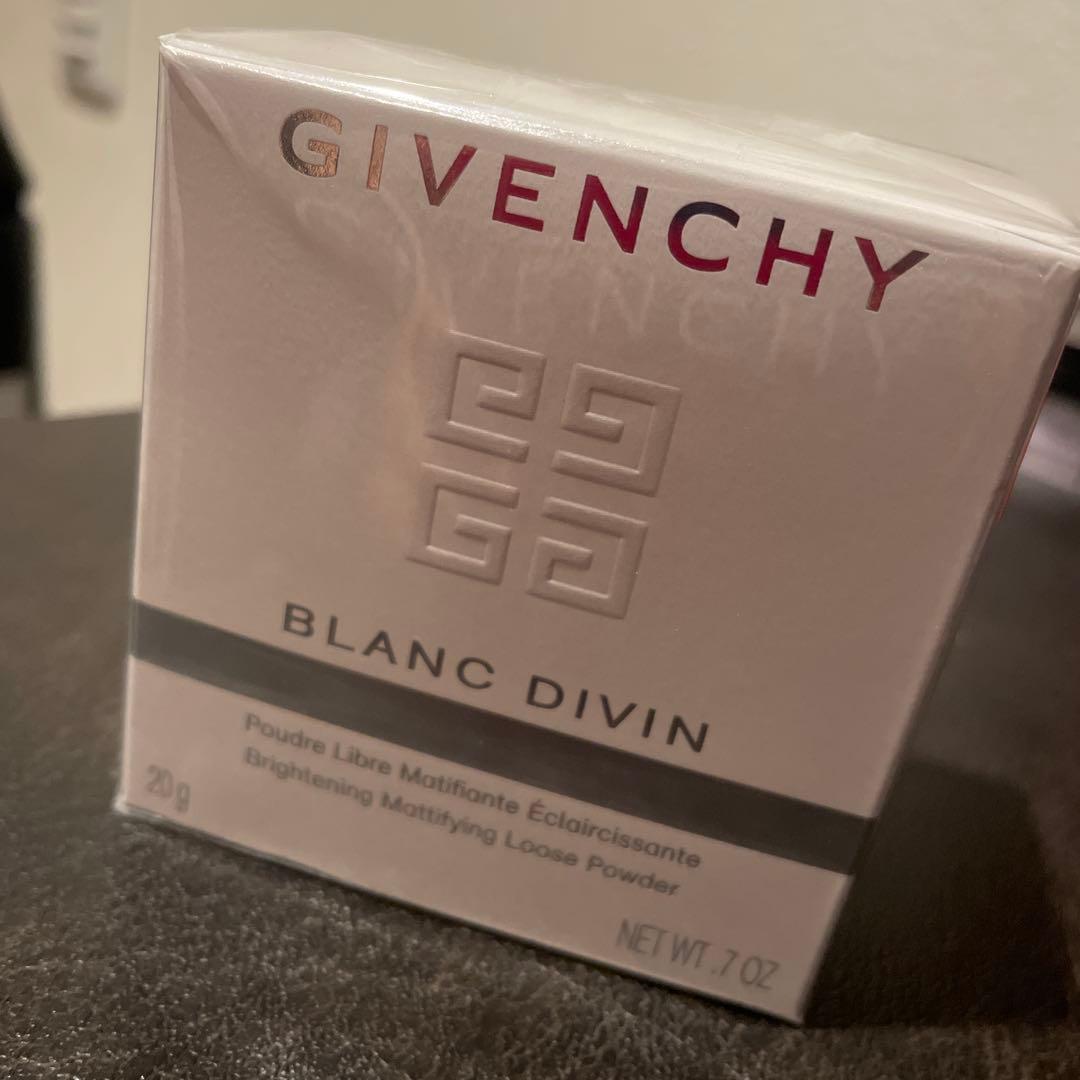 GIVENCHY
BLANC DIVIN
Poudre Libre Matifiante Éclaircissante
Brightening Mattifying Loose Powder
20 g
NET WT .7 OZ